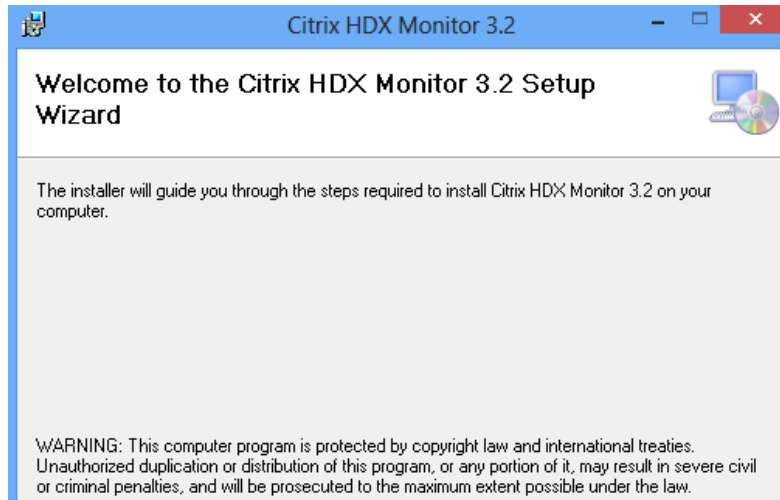 Citrix HDX Monitor 3.2
Welcome to the Citrix HDX Monitor 3.2 Setup
Wizard
The installer will guide you through the steps required to install Citrix HDX Monitor 3.2 on your
computer.
WARNING: This computer program is protected by copyright law and international treaties.
Unauthorized duplication or distribution of this program, or any portion of it, may result in severe civil
or criminal penalties, and will be prosecuted to the maximum extent possible under the law.